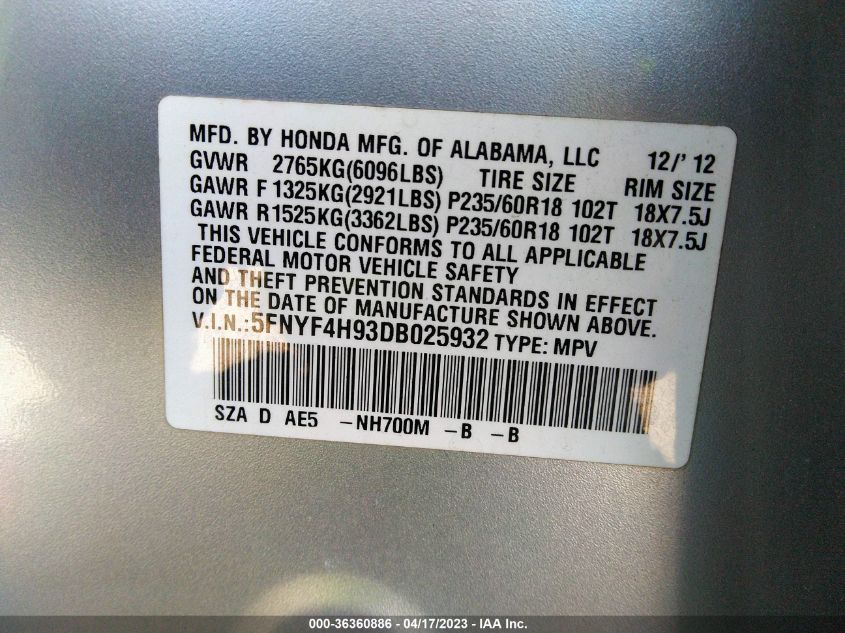 MFD. BY HONDA MFG. OF ALABAMA, LLC 12/' 12
GVWR 2765KG(6096LBS) TIRE SIZE RIM SIZE
GAWR F 1325KG(2921LBS) P235/60R18 102T 18X7.5J
GAWR R 1525KG(3362LBS) P235/60R18 102T 18X7.5J
THIS VEHICLE CONFORMS TO ALL APPLICABLE
FEDERAL MOTOR VEHICLE SAFETY
AND THEFT PREVENTION STANDARDS IN EFFECT
ON THE DATE OF MANUFACTURE SHOWN ABOVE.
V.I.N.:5FNYF4H93DB025932 TYPE: MPV
SZA D AE5 -NH700M -B -B
000-36360886 - 04/17/2023 - IAA Inc.